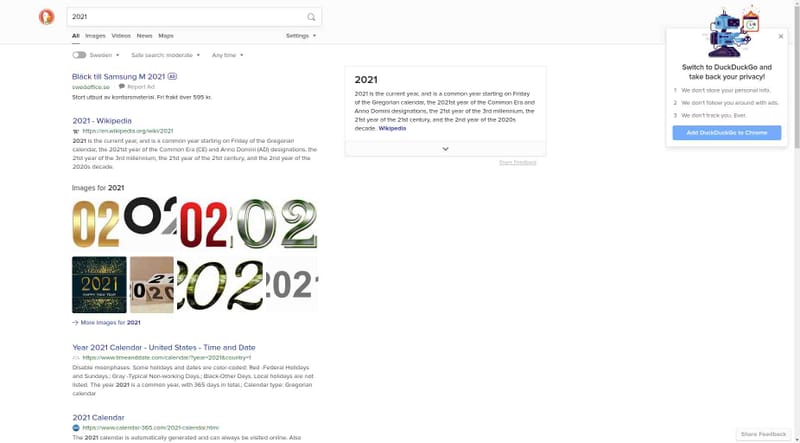 2021
All Images Videos News Maps Settings
Sweden Safe search: moderate Any time
Bläck till Samsung M 2021 Ad
swedoffice.se Report Ad
Stort utbud av kontorsmaterial. Fri frakt över 595 kr.
2021 - Wikipedia
https://en.wikipedia.org/wiki/2021
2021 is the current year, and is a common year starting on Friday of the Gregorian
calendar, the 2021st year of the Common Era (CE) and Anno Domini (AD) designations, the
21st year of the 3rd millennium, the 21st year of the 21st century, and the 2nd year of the
2020s decade.
Images for 2021
02
02
02
202
2021
HAPPY NEW YEAR
2021
202
2021
More Images for 2021
Year 2021 Calendar - United States - Time and Date
https://www.timeanddate.com/calendar/?year=2021&country=1
Disable moonphases. Some holidays and dates are color-coded: Red -Federal Holidays
and Sundays.; Gray -Typical Non-working Days.; Black-Other Days. Local holidays are not
listed. The year 2021 is a common year, with 365 days in total.; Calendar type: Gregorian
calendar
2021 Calendar
https://www.calendar-365.com/2021-calendar.html
The 2021 calendar is automatically generated and can always be visited online. Also
2021
2021 is the current year, and is a common year starting on Friday
of the Gregorian calendar, the 2021st year of the Common Era and
Anno Domini designations, the 21st year of the 3rd millennium, the
21st year of the 21st century, and the 2nd year of the 2020s
decade. Wikipedia
Share Feedback
Switch to DuckDuckGo and
take back your privacy!
1 We don't store your personal info.
2 We don't follow you around with ads.
3 We don't track you. Ever.
Add DuckDuckGo to Chrome
Share Feedback